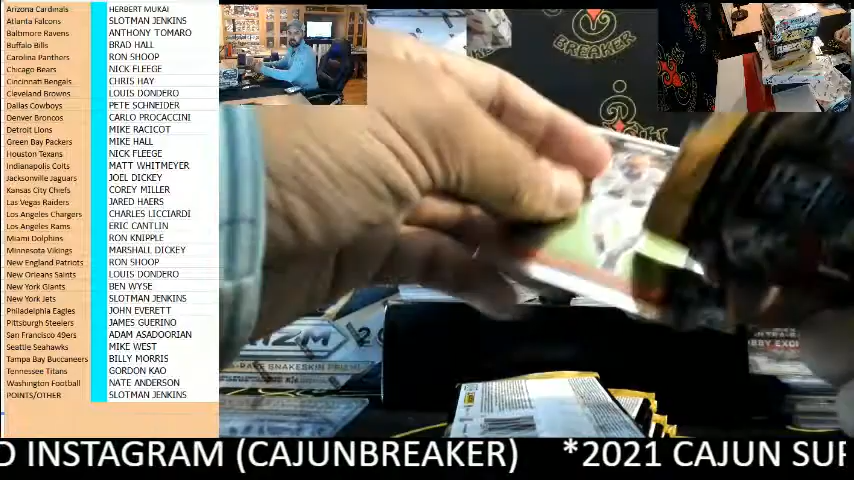 Arizona Cardinals HERBERT MUKAI
Atlanta Falcons SLOTMAN JENKINS
Baltimore Ravens ANTHONY TOMARO
Buffalo Bills BRAD HALL
Carolina Panthers RON SHOOP
Chicago Bears NICK FLEEGE
Cincinnati Bengals CHRIS HAY
Cleveland Browns LOUIS DONDERO
Dallas Cowboys PETE SCHNEIDER
Denver Broncos CARLO PROCACCINI
Detroit Lions MIKE RACICOT
Green Bay Packers MIKE HALL
Houston Texans NICK FLEEGE
Indianapolis Colts MATT WHITMEYER
Jacksonville Jaguars JOEL DICKEY
Kansas City Chiefs COREY MILLER
Las Vegas Raiders JARED HAERS
Los Angeles Chargers CHARLES LICCIARDI
Los Angeles Rams ERIC CANTLIN
Miami Dolphins RON KNIPPLE
Minnesota Vikings MARSHALL DICKEY
New England Patriots RON SHOOP
New Orleans Saints LOUIS DONDERO
New York Giants BEN WYSE
New York Jets SLOTMAN JENKINS
Philadelphia Eagles JOHN EVERETT
Pittsburgh Steelers JAMES GUERINO
San Francisco 49ers ADAM ASADOORIAN
Seattle Seahawks MIKE WEST
Tampa Bay Buccaneers BILLY MORRIS
Tennessee Titans GORDON KAO
Washington Football NATE ANDERSON
POINTS/OTHER SLOTMAN JENKINS
BREAKER
D INSTAGRAM (CAJUNBREAKER) *2021 CAJUN SUP